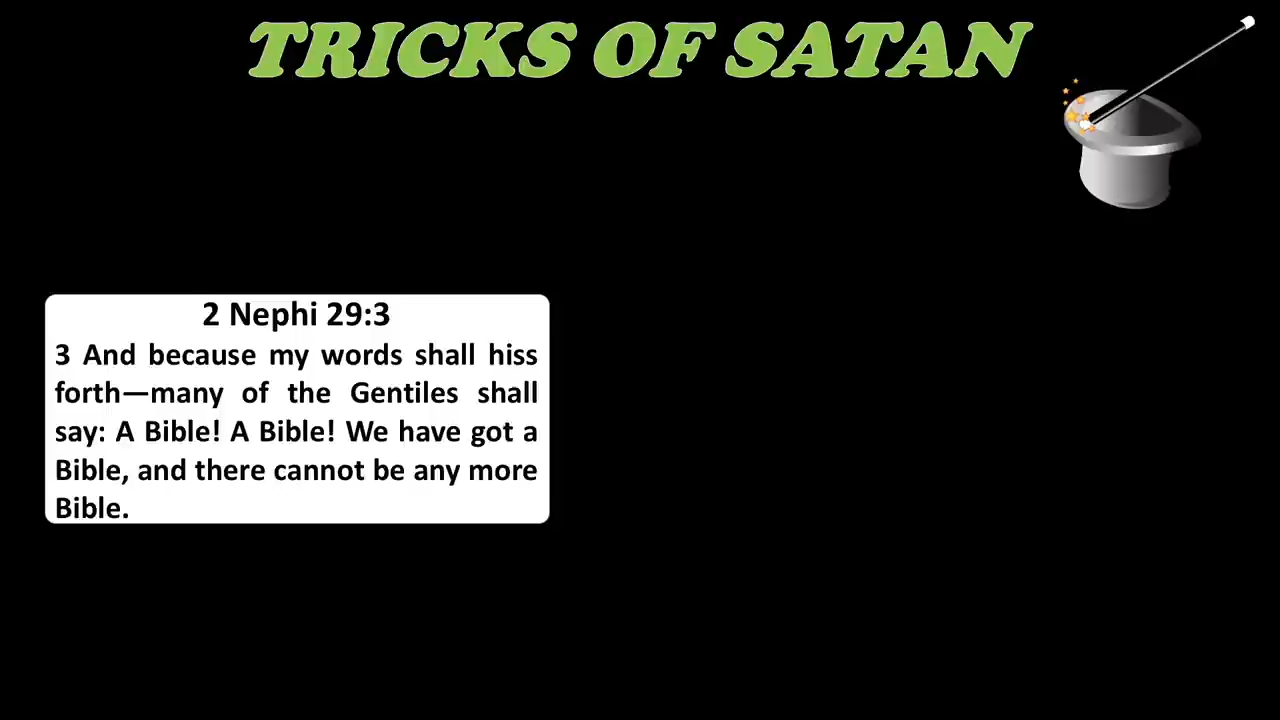 TRICKS OF SATAN
2 Nephi 29:3
3 And because my words shall hiss
forth—many of the Gentiles shall
say: A Bible! A Bible! We have got a
Bible, and there cannot be any more
Bible.